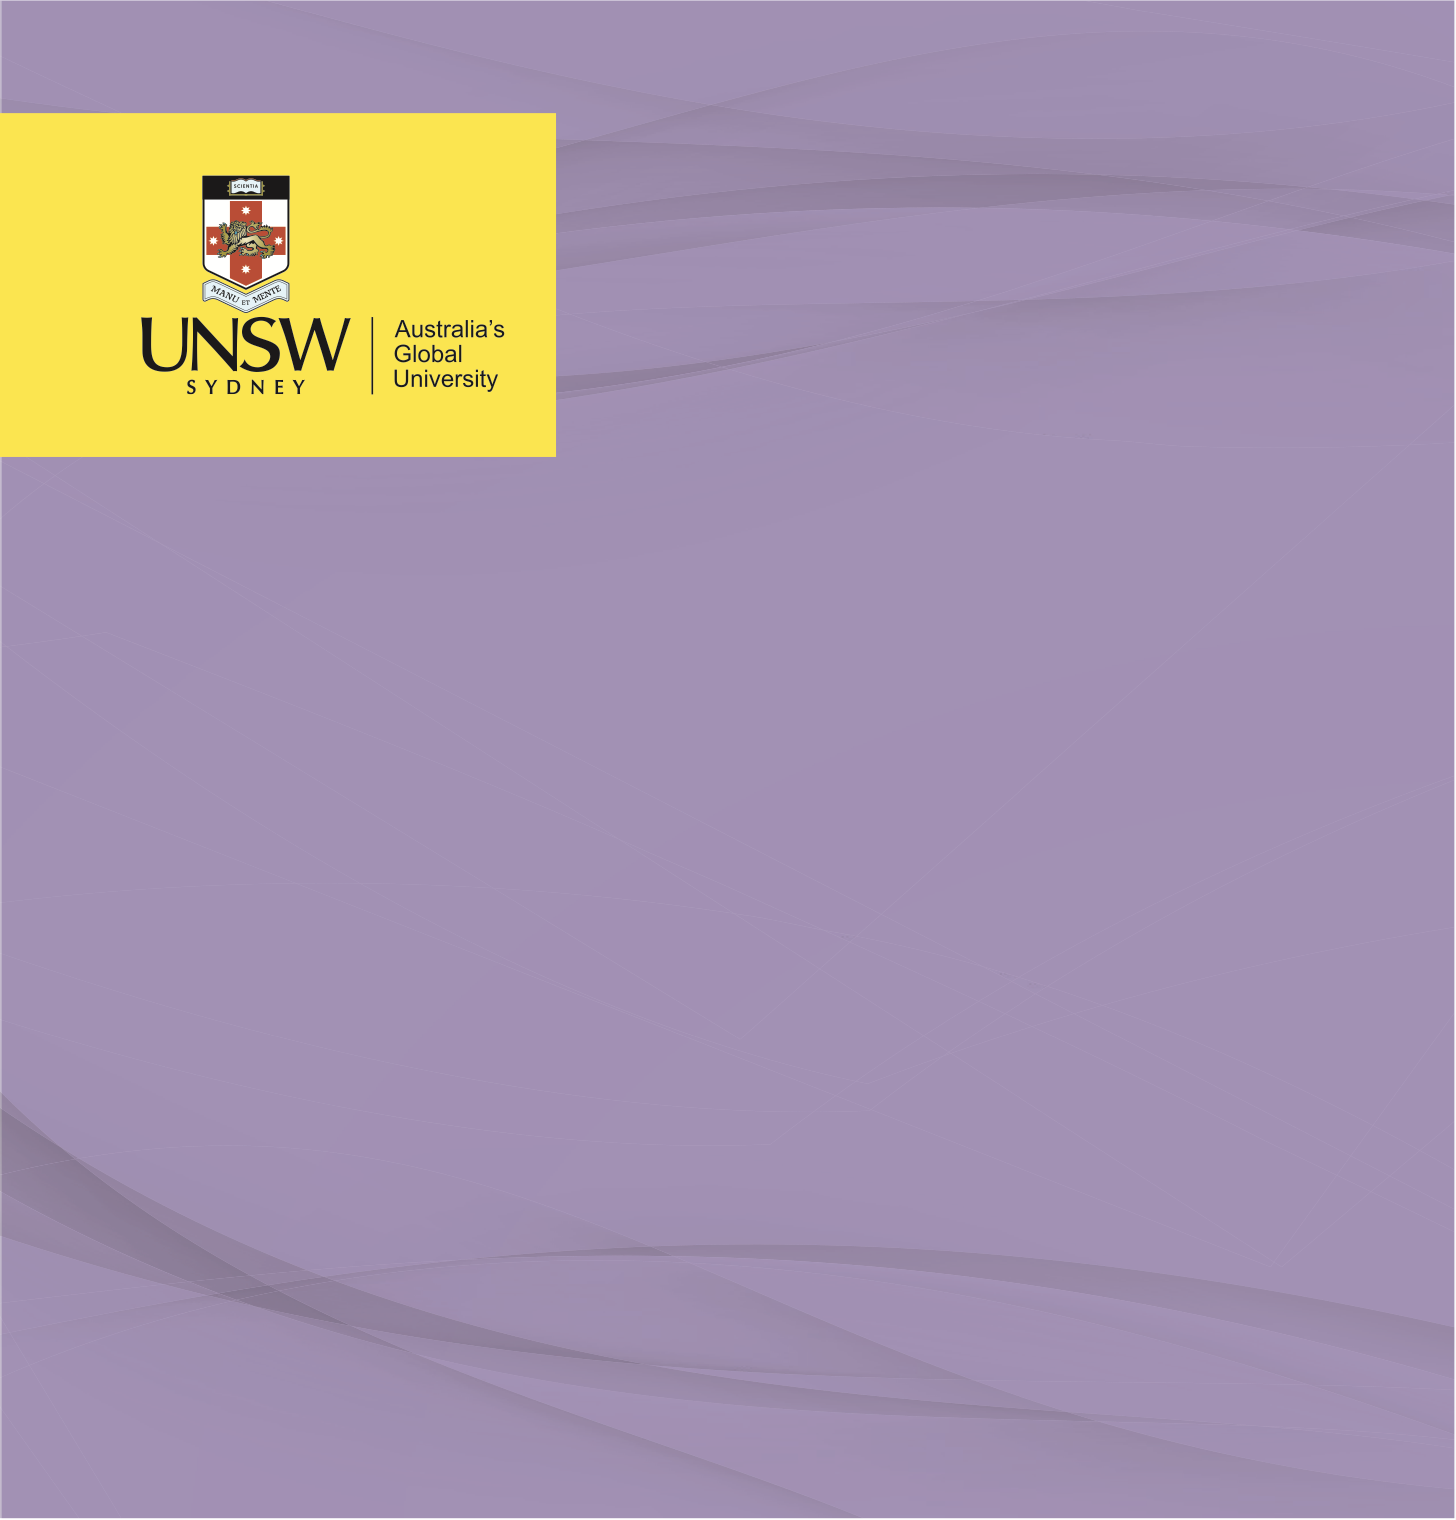 SCIENTIA
MANU ET MENTE
UNSW
SYDNEY
Australia's
Global
University